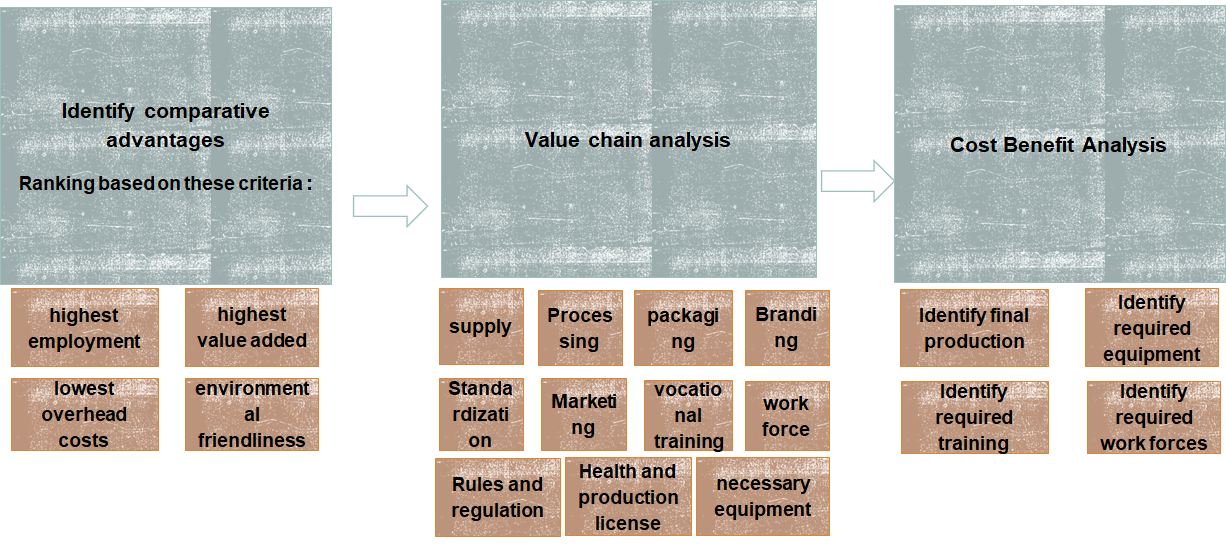 Identify comparative
advantages
Ranking based on these criteria :
highest
employment
highest
value added
lowest
overhead
costs
environment
al
friendliness
Value chain analysis
supply
Proces
sing
packagi
ng
Brandi
ng
Standa
rdizati
on
Marketi
ng
vocatio
nal
training
work
force
Rules and
regulation
Health and
production
license
necessary
equipment
Cost Benefit Analysis
Identify final
production
Identify
required
equipment
Identify
required
training
Identify
required
work forces